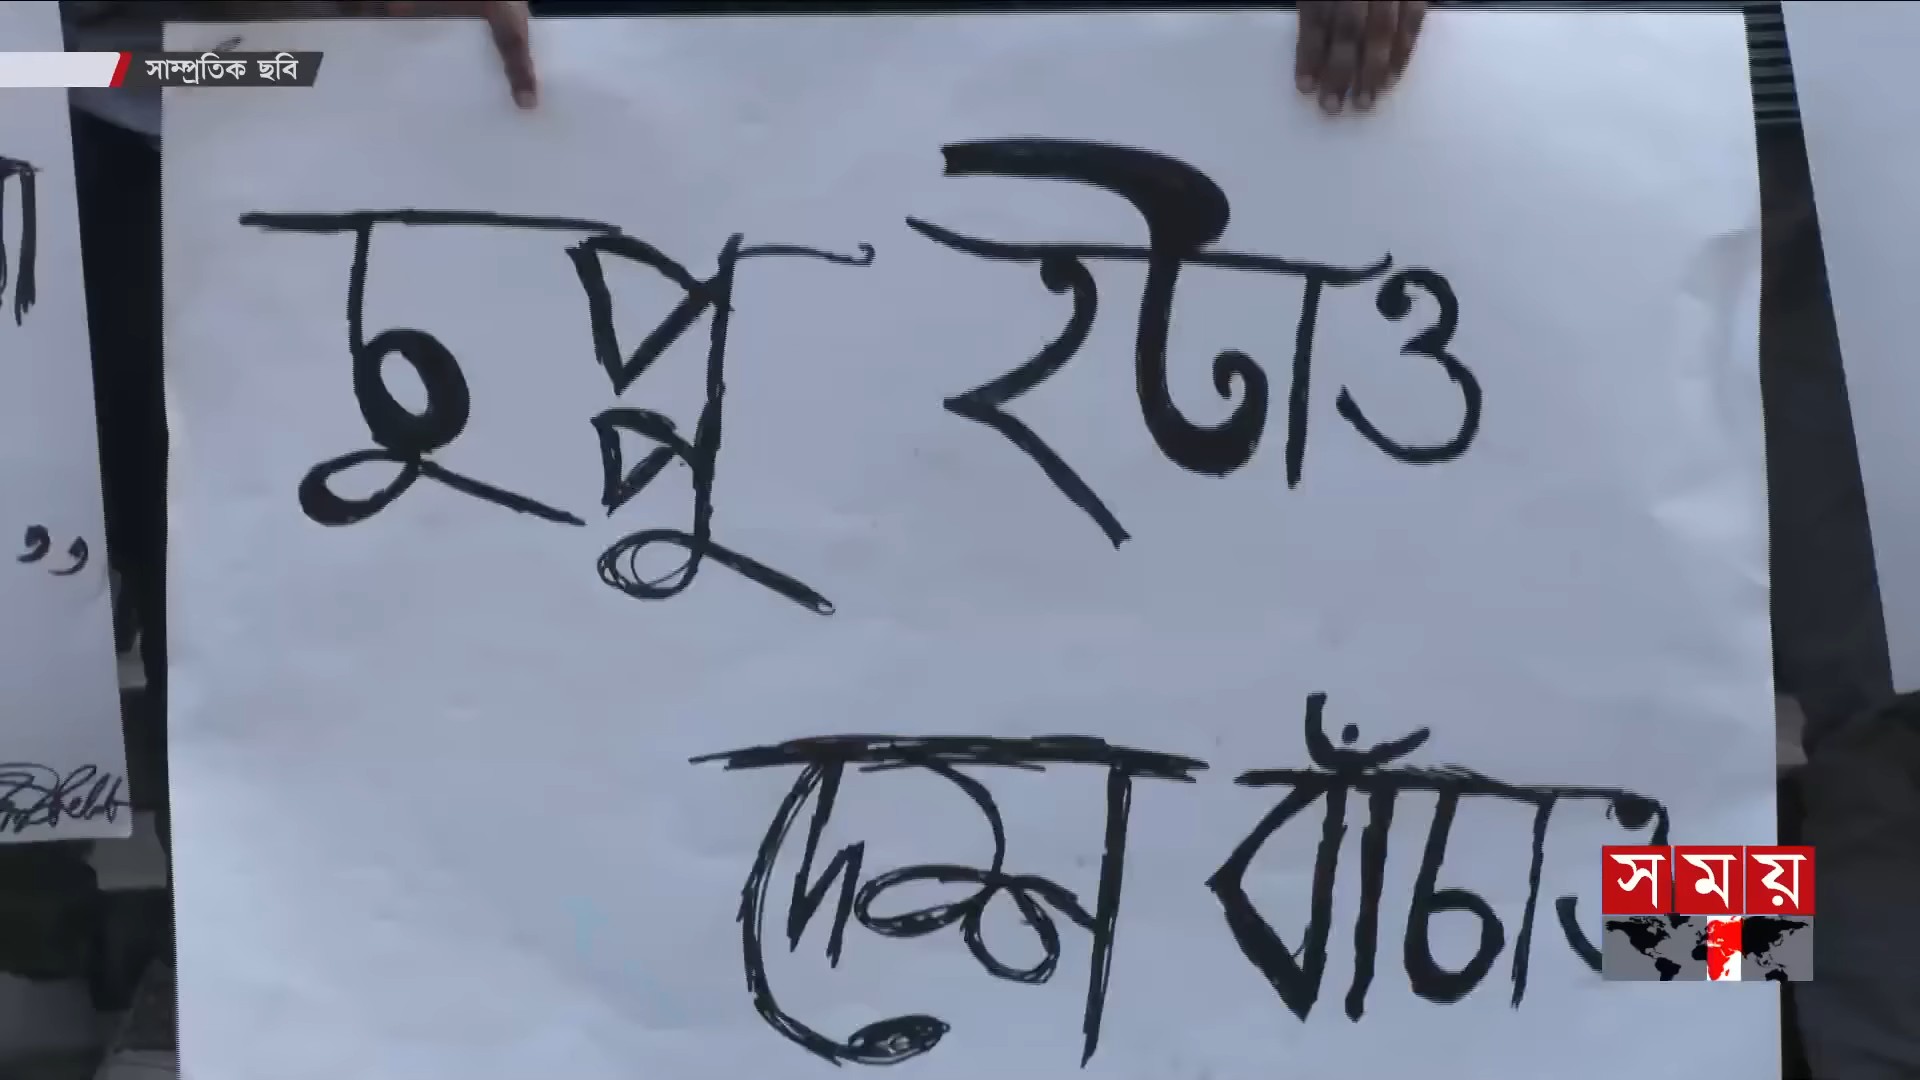 সাম্প্রতিক ছবি
চুপ্পু হটাও
দেশ বাঁচাও
সময়